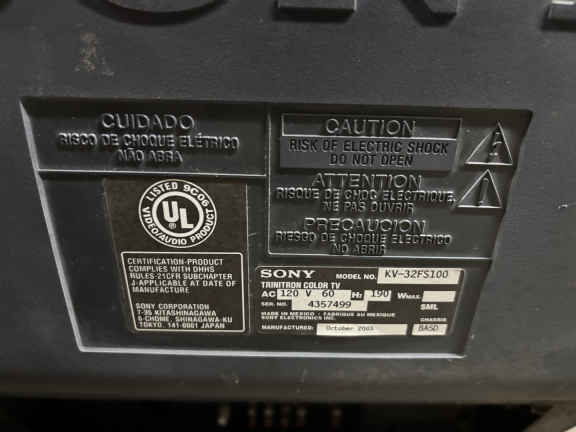 CUIDADO
RISCO DE CHOQUE ELÉTRICO
NÃO ABRA
CAUTION
RISK OF ELECTRIC SHOCK
DO NOT OPEN
ATTENTION
RISQUE DE CHOC ELECTRIQUE,
NE PAS OUVRIR
PRECAUCION
RIESGO DE CHOQUE ELECTRICO
NO ABRIR
LISTED 9C06
UL
VIDEO/AUDIO PRODUCT
CERTIFICATION-PRODUCT
COMPLIES WITH DHHS
RULES-21CFR SUBCHAPTER
J-APPLICABLE AT DATE OF
MANUFACTURE
SONY CORPORATION
7-35 KITASHINAGAWA
6-CHOME, SHINAGAWA-KU
TOKYO, 141-0001 JAPAN
SONY MODEL NO. KV-32FS100
TRINITRON COLOR TV
AC 120 V 60 Hz 190 WMAX.
SER. NO. 4357499 SML
MADE IN MEXICO - FABRIQUE AU MEXIQUE
SONY ELECTRONICS INC. CHASSIS
MANUFACTURED: October 2003 BA5D